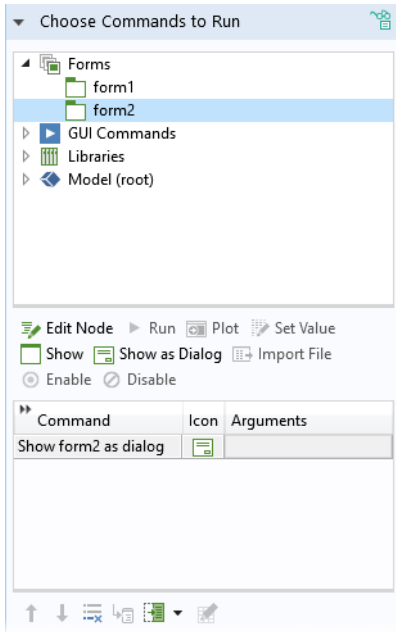 Choose Commands to Run
Forms
form1
form2
GUI Commands
Libraries
Model (root)
Edit Node Run Plot Set Value
Show Show as Dialog Import File
Enable Disable
Command Icon Arguments
Show form2 as dialog